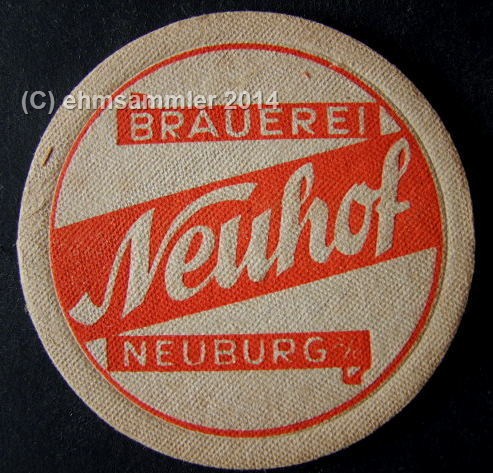 (C) ehmsammler 2014
BRAUEREI
Neuhof
NEUBURG